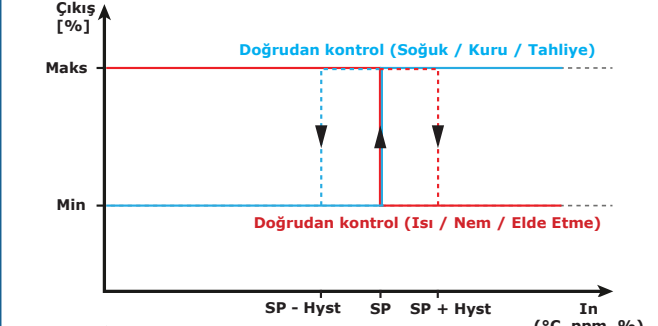 Çıkış
[%]
Doğrudan kontrol (Soğuk / Kuru / Tahliye)
Maks
Min
Doğrudan kontrol (Isı / Nem / Elde Etme)
SP - Hyst
SP
SP + Hyst
In
(°C, ppm, %)